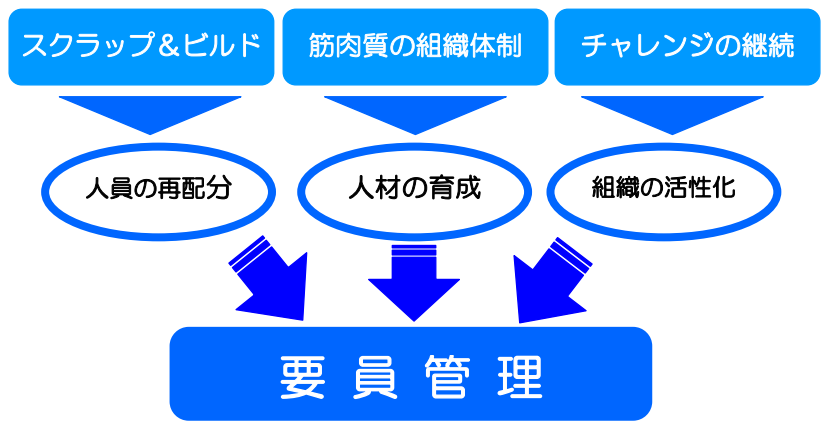 スクラップ＆ビルド
筋肉質の組織体制
チャレンジの継続
人員の再配分
人材の育成
組織の活性化
要員管理